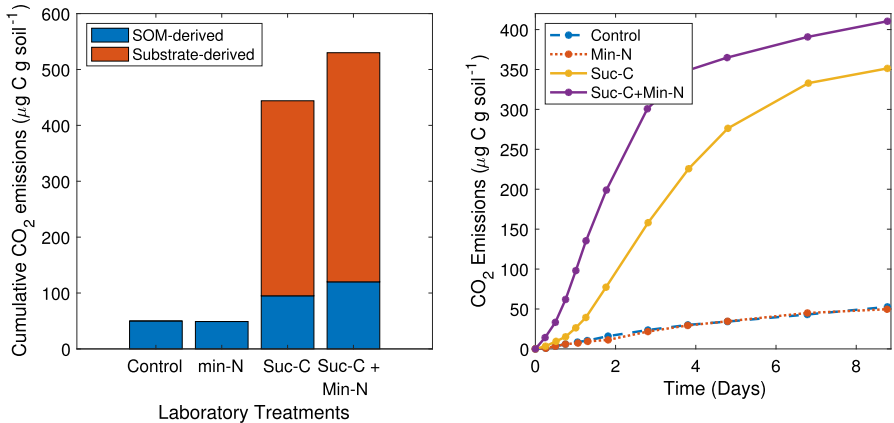 Cumulative CO2 emissions (μg C g soil-1)
600
500
400
300
200
100
0
SOM-derived
Substrate-derived
Control
min-N
Suc-C
Suc-C +
Min-N
Laboratory Treatments
CO2 Emissions (μg C g soil-1)
400
350
300
250
200
150
100
50
0
Control
Min-N
Suc-C
Suc-C+Min-N
0
2
4
6
8
Time (Days)